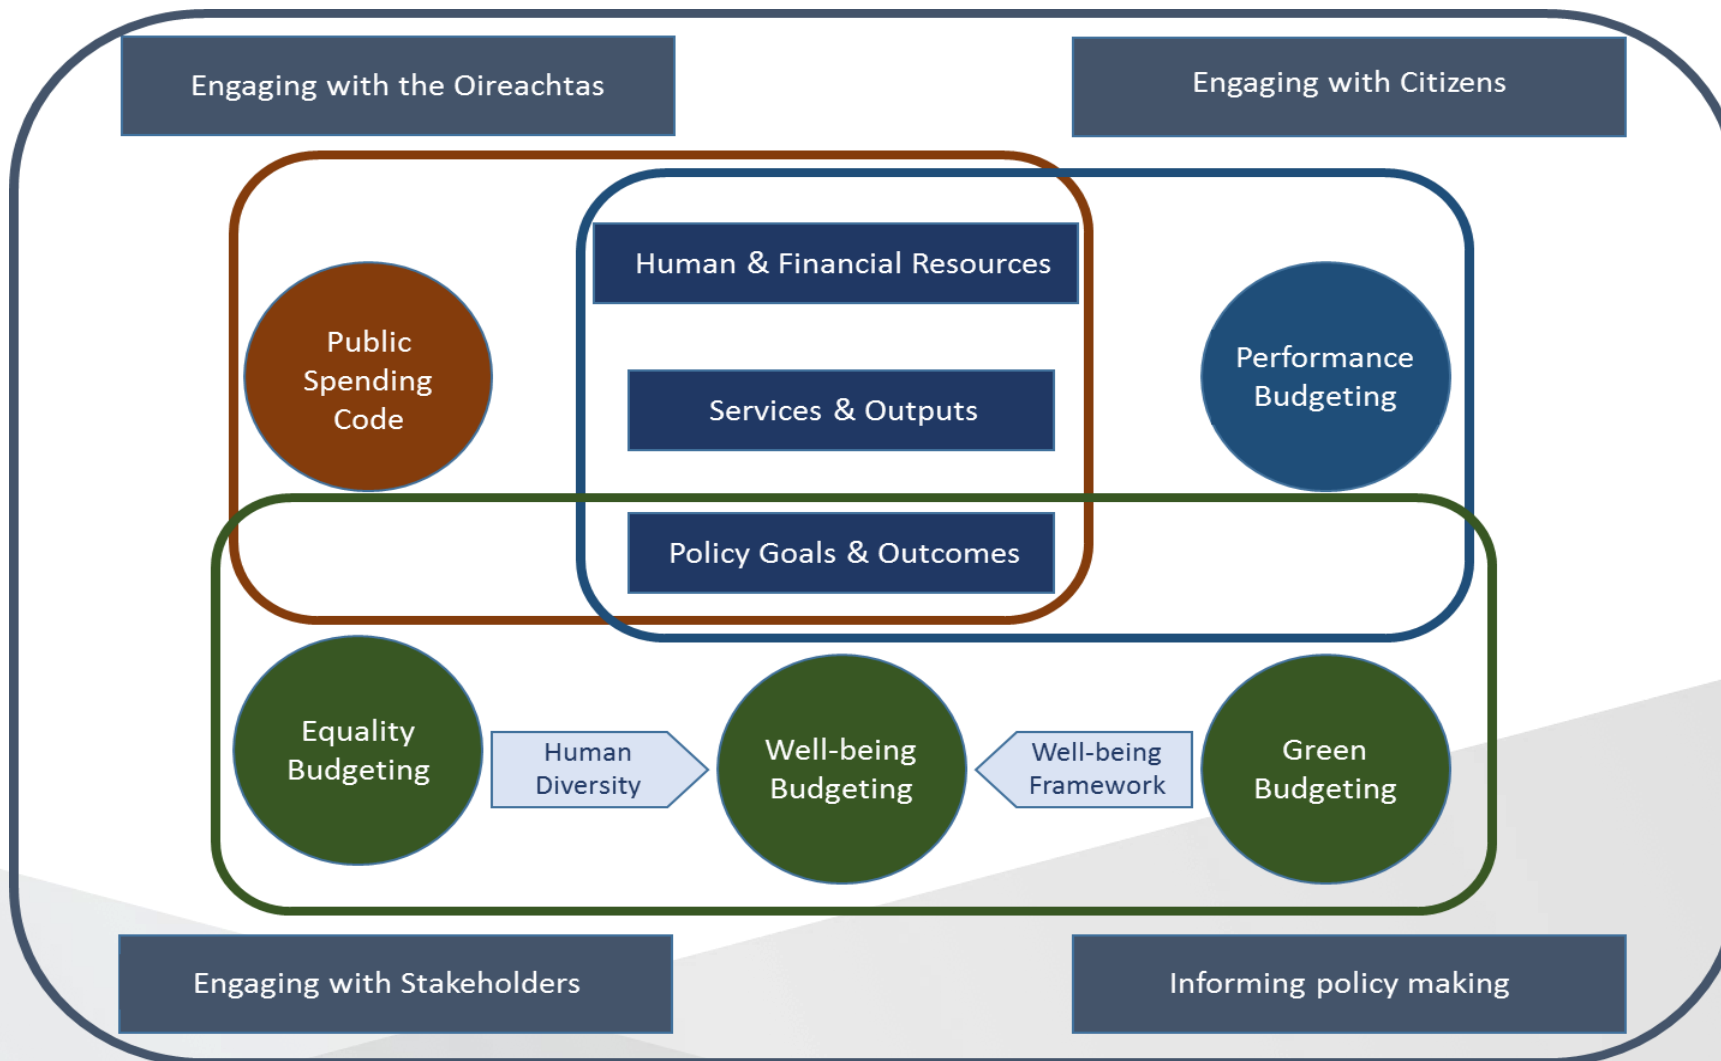 Engaging with the Oireachtas
Engaging with Citizens
Human & Financial Resources
Public
Spending
Code
Performance
Budgeting
Services & Outputs
Policy Goals & Outcomes
Equality
Budgeting
Human
Diversity
Well-being
Budgeting
Well-being
Framework
Green
Budgeting
Engaging with Stakeholders
Informing policy making